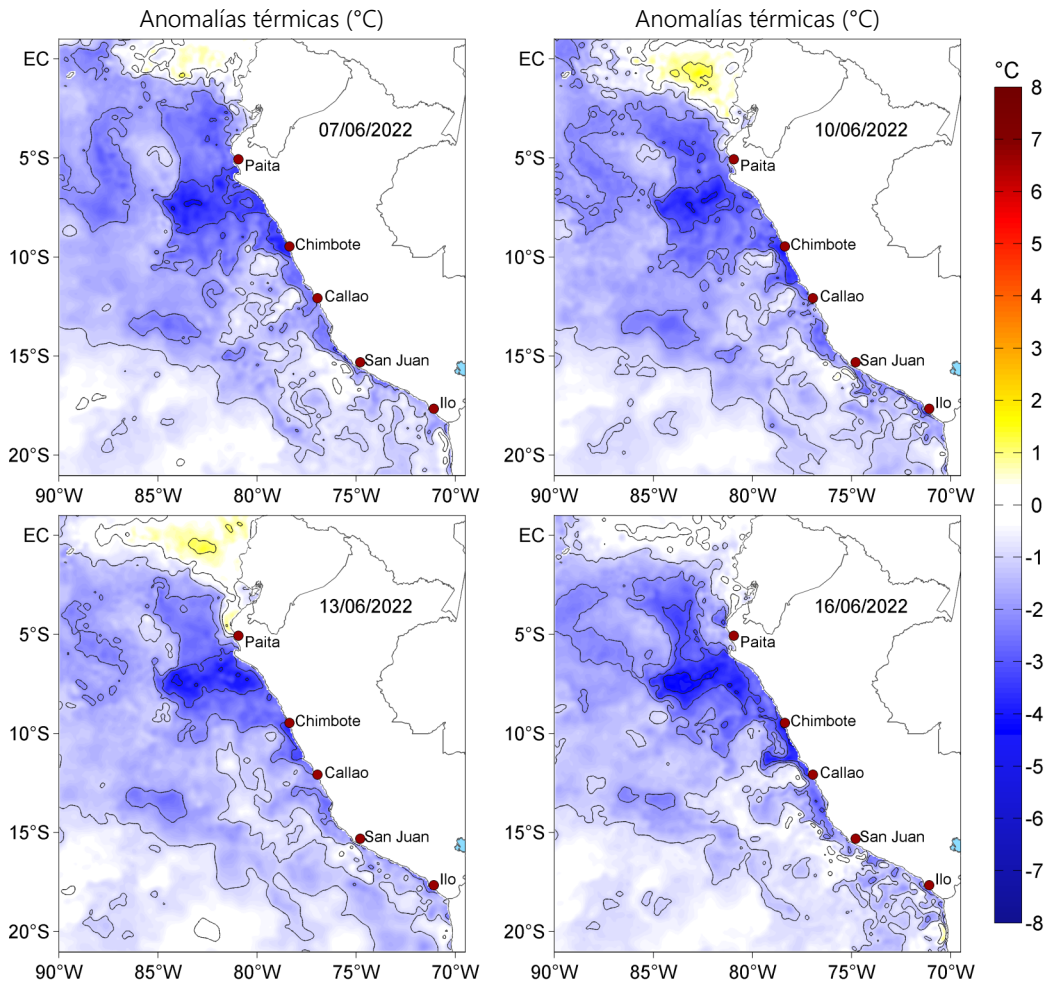 Anomalías térmicas (°C)
Anomalías térmicas (°C)
EC
5°S
10°S
15°S
20°S
07/06/2022
Paita
Chimbote
Callao
San Juan
Ilo
90°W
85°W
80°W
75°W
70°W
EC
5°S
10°S
15°S
20°S
10/06/2022
Paita
Chimbote
Callao
San Juan
Ilo
90°W
85°W
80°W
75°W
70°W
°C
8
7
6
5
4
3
2
1
0
-1
-2
-3
-4
-5
-6
-7
-8
EC
5°S
10°S
15°S
20°S
13/06/2022
Paita
Chimbote
Callao
San Juan
Ilo
90°W
85°W
80°W
75°W
70°W
EC
5°S
10°S
15°S
20°S
16/06/2022
Paita
Chimbote
Callao
San Juan
Ilo
90°W
85°W
80°W
75°W
70°W